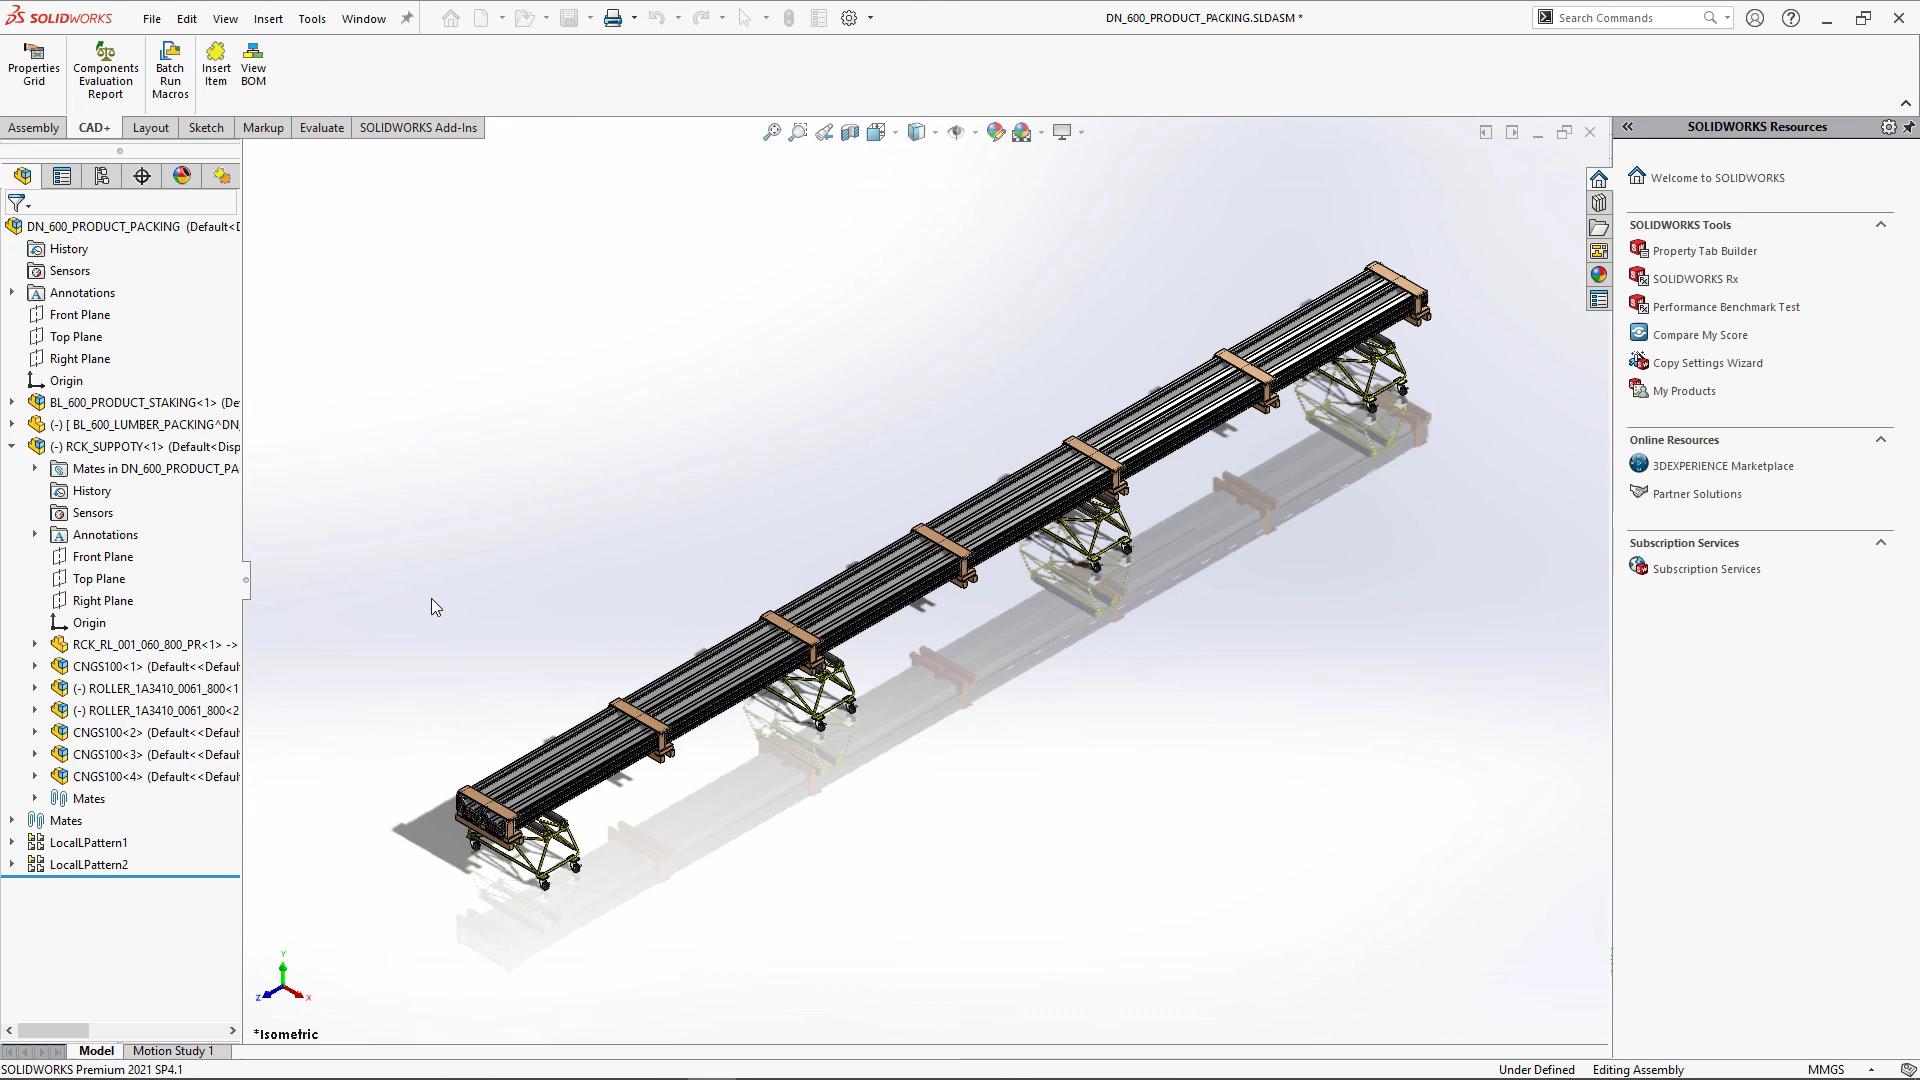 SOLIDWORKS
File Edit View Insert Tools Window
DN_600_PRODUCT_PACKING.SLDASM *
Search Commands
Properties Grid
Components Evaluation Report
Batch Run Macros
Insert Item
View BOM
Assembly CAD+ Layout Sketch Markup Evaluate SOLIDWORKS Add-Ins
DN_600_PRODUCT_PACKING (Default<D
History
Sensors
Annotations
Front Plane
Top Plane
Right Plane
Origin
BL_600_PRODUCT_STAKING<1> (De
(-) [ BL_600_LUMBER_PACKING^DN_
(-) RCK_SUPPOTY<1> (Default<Disp
Mates in DN_600_PRODUCT_PA
History
Sensors
Annotations
Front Plane
Top Plane
Right Plane
Origin
RCK_RL_001_060_800_PR<1> ->
CNGS100<1> (Default<<Defaul
(-) ROLLER_1A3410_0061_800<1
(-) ROLLER_1A3410_0061_800<2
CNGS100<2> (Default<<Defaul
CNGS100<3> (Default<<Defaul
CNGS100<4> (Default<<Defaul
Mates
Mates
LocalLPattern1
LocalLPattern2
Y
Z
X
*Isometric
Model Motion Study 1
SOLIDWORKS Premium 2021 SP4.1
Under Defined Editing Assembly MMGS
SOLIDWORKS Resources
Welcome to SOLIDWORKS
SOLIDWORKS Tools
Property Tab Builder
SOLIDWORKS Rx
Performance Benchmark Test
Compare My Score
Copy Settings Wizard
My Products
Online Resources
3DEXPERIENCE Marketplace
Partner Solutions
Subscription Services
Subscription Services